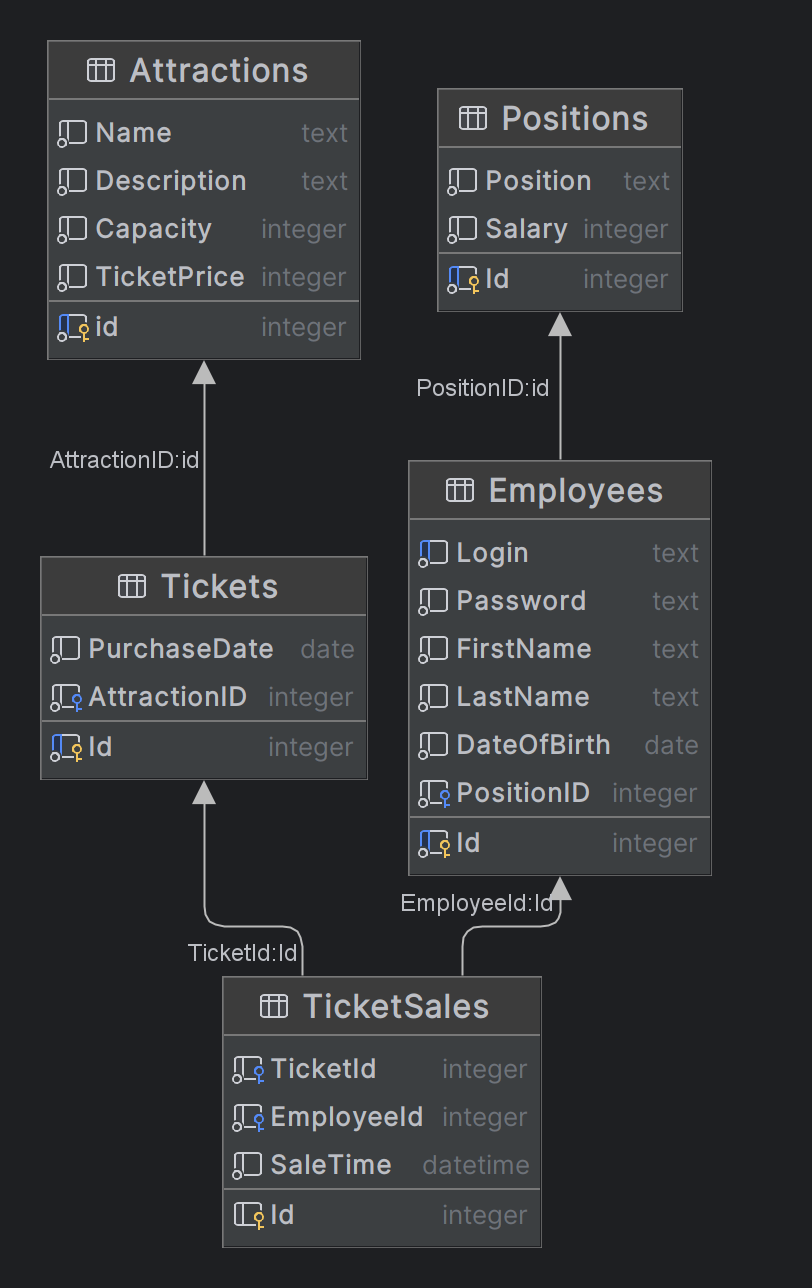 Attractions
Name text
Description text
Capacity integer
TicketPrice integer
id integer
Positions
Position text
Salary integer
Id integer
AttractionID:id
PositionID:id
Tickets
PurchaseDate date
AttractionID integer
Id integer
Employees
Login text
Password text
FirstName text
LastName text
DateOfBirth date
PositionID integer
Id integer
TicketId:Id
EmployeeId:Id
TicketSales
TicketId integer
EmployeeId integer
SaleTime datetime
Id integer